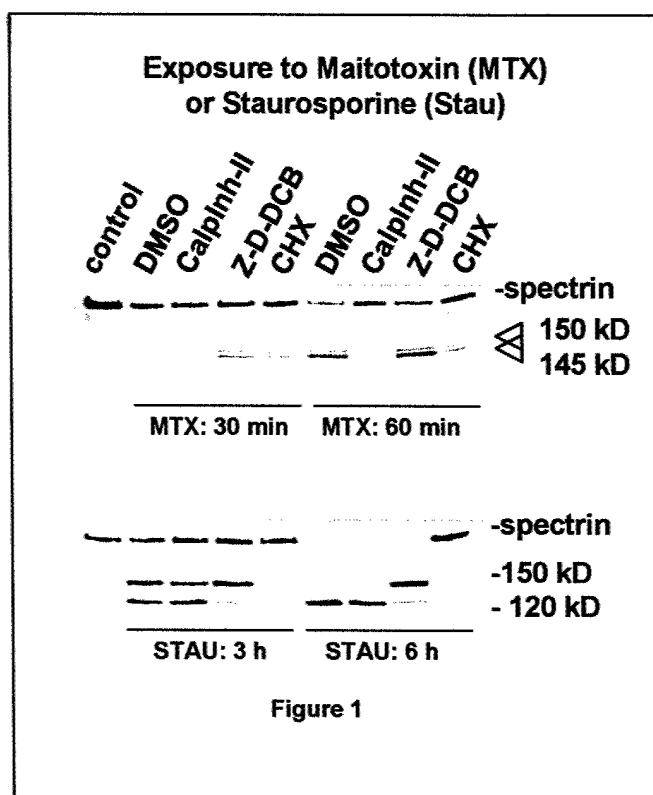 Exposure to Maitotoxin (MTX)
or Staurosporine (Stau)
control
DMSO
CalpInh-II
Z-D-DCB
CHX
DMSO
CalpInh-II
Z-D-DCB
CHX
-spectrin
150 kD
145 kD
MTX: 30 min
MTX: 60 min
-spectrin
-150 kD
- 120 kD
STAU: 3 h
STAU: 6 h
Figure 1